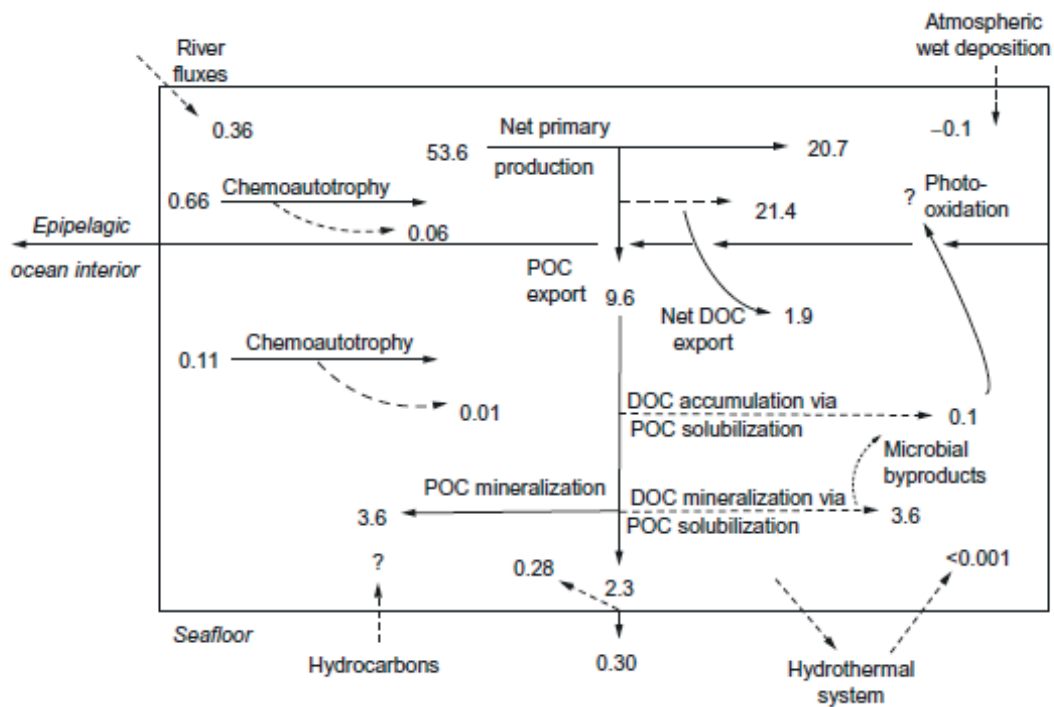 River
fluxes
Atmospheric
wet deposition
0.36
Net primary
production
53.6
20.7
–0.1
0.66
Chemoautotrophy
0.06
21.4
?
Photo-
oxidation
Epipelagic
ocean interior
POC
export
9.6
Net DOC
export
1.9
0.11
Chemoautotrophy
0.01
DOC accumulation via
POC solubilization
0.1
Microbial
byproducts
POC mineralization
3.6
DOC mineralization via
POC solubilization
3.6
?
0.28
2.3
<0.001
Seafloor
Hydrocarbons
0.30
Hydrothermal
system